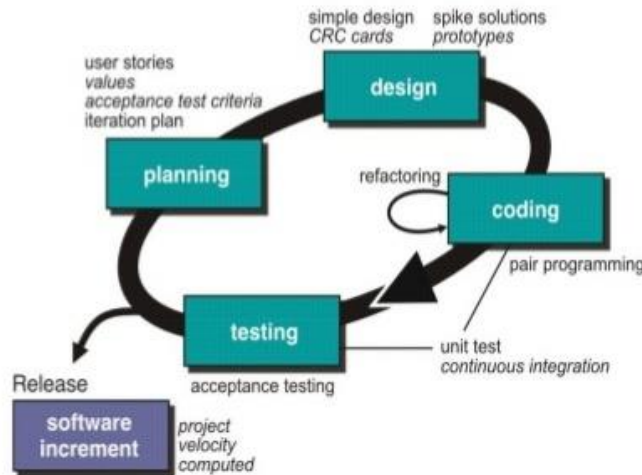 simple design
CRC cards
spike solutions
prototypes
user stories
values
acceptance test criteria
iteration plan
design
planning
refactoring
coding
pair programming
testing
unit test
continuous integration
acceptance testing
Release
software
increment
project
velocity
computed